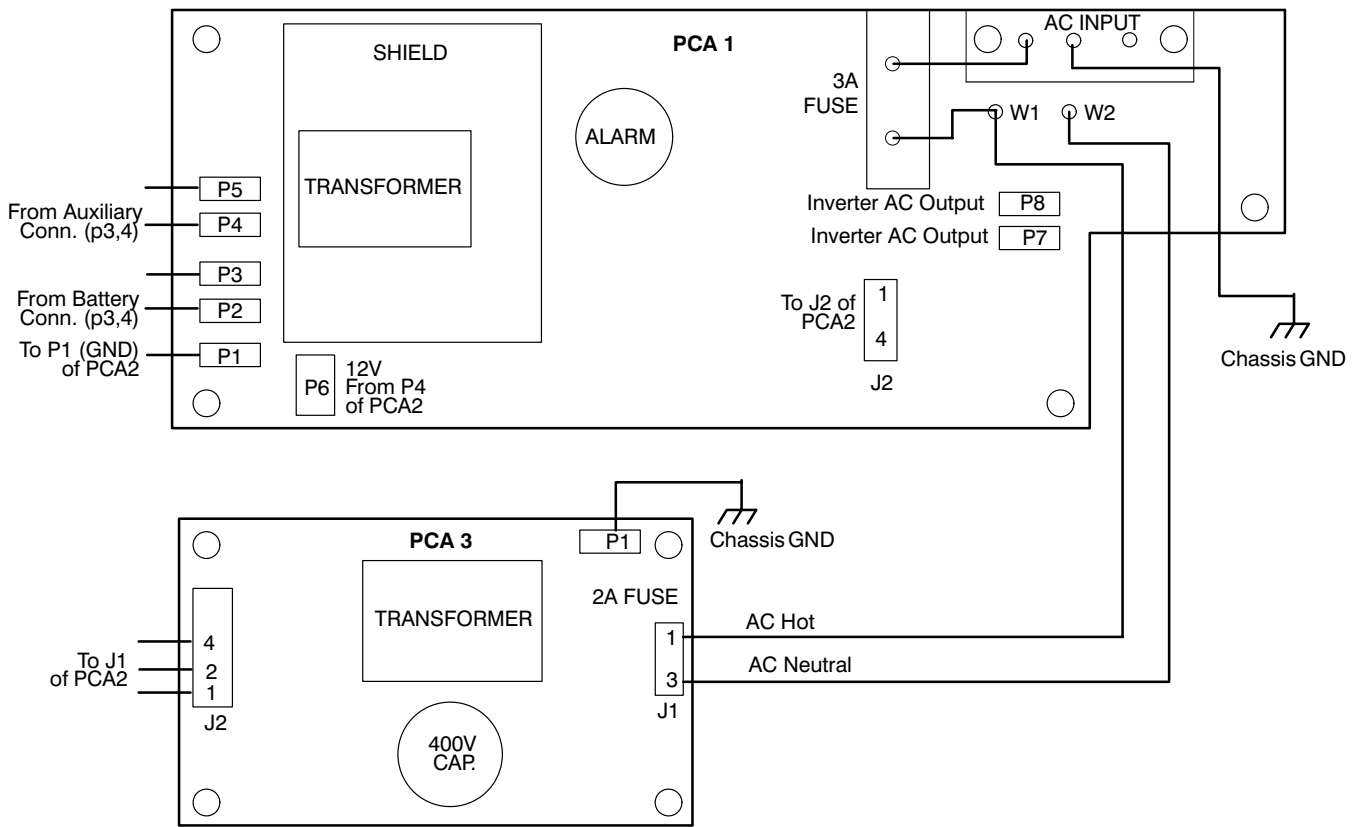 AC INPUT
PCA 1
SHIELD
3A
FUSE
W1
W2
ALARM
TRANSFORMER
P5
From Auxiliary
Conn. (p3,4)
P4
P3
From Battery
Conn. (p3,4)
P2
To P1 (GND)
of PCA2
P1
P6
12V
From P4
of PCA2
Inverter AC Output
P8
Inverter AC Output
P7
To J2 of
PCA2
1
4
J2
Chassis GND
PCA 3
P1
Chassis GND
TRANSFORMER
2A FUSE
4
2
1
To J1
of PCA2
J2
1
3
J1
AC Hot
AC Neutral
400V
CAP.